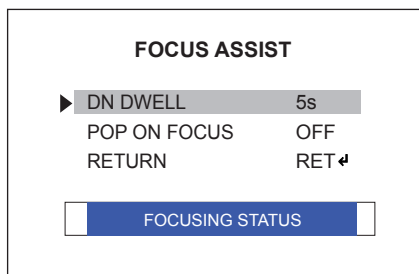 FOCUS ASSIST
DN DWELL 5s
POP ON FOCUS OFF
RETURN RET↲
FOCUSING STATUS